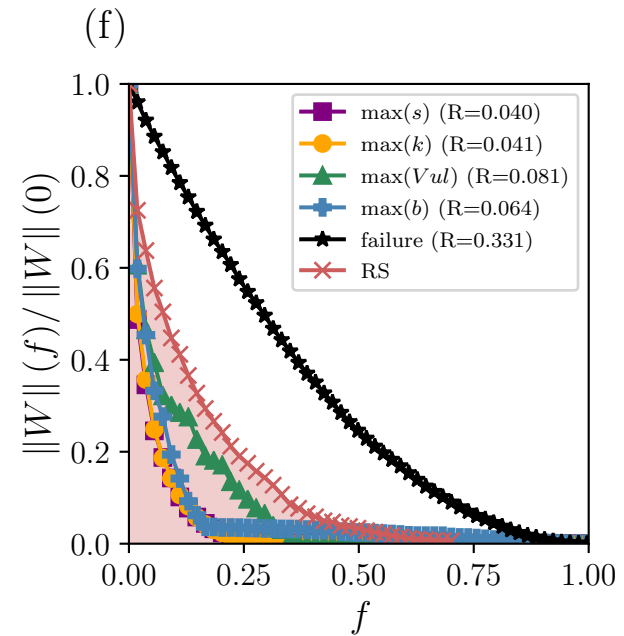 (f)
1.0
0.8
0.6
0.4
0.2
0.0
‖W‖(f)/‖W‖(0)
max(s) (R=0.040)
max(k) (R=0.041)
max(Vul) (R=0.081)
max(b) (R=0.064)
failure (R=0.331)
RS
0.00 0.25 0.50 0.75 1.00
f